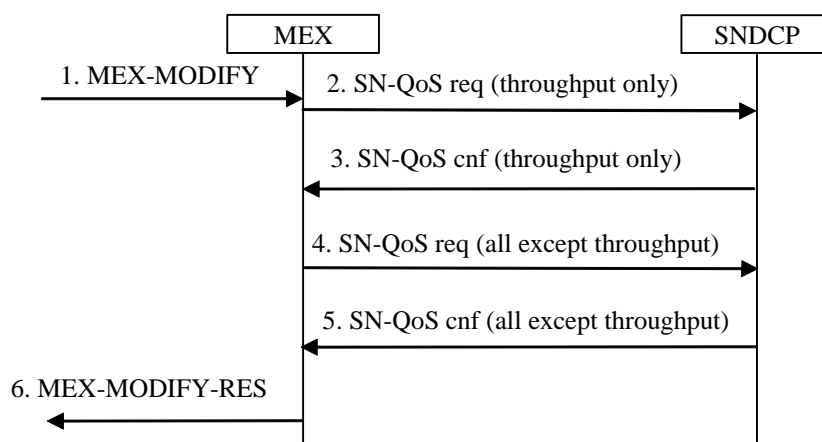 MEX
SNDCP
1. MEX-MODIFY
2. SN-QoS req (throughput only)
3. SN-QoS cnf (throughput only)
4. SN-QoS req (all except throughput)
5. SN-QoS cnf (all except throughput)
6. MEX-MODIFY-RES